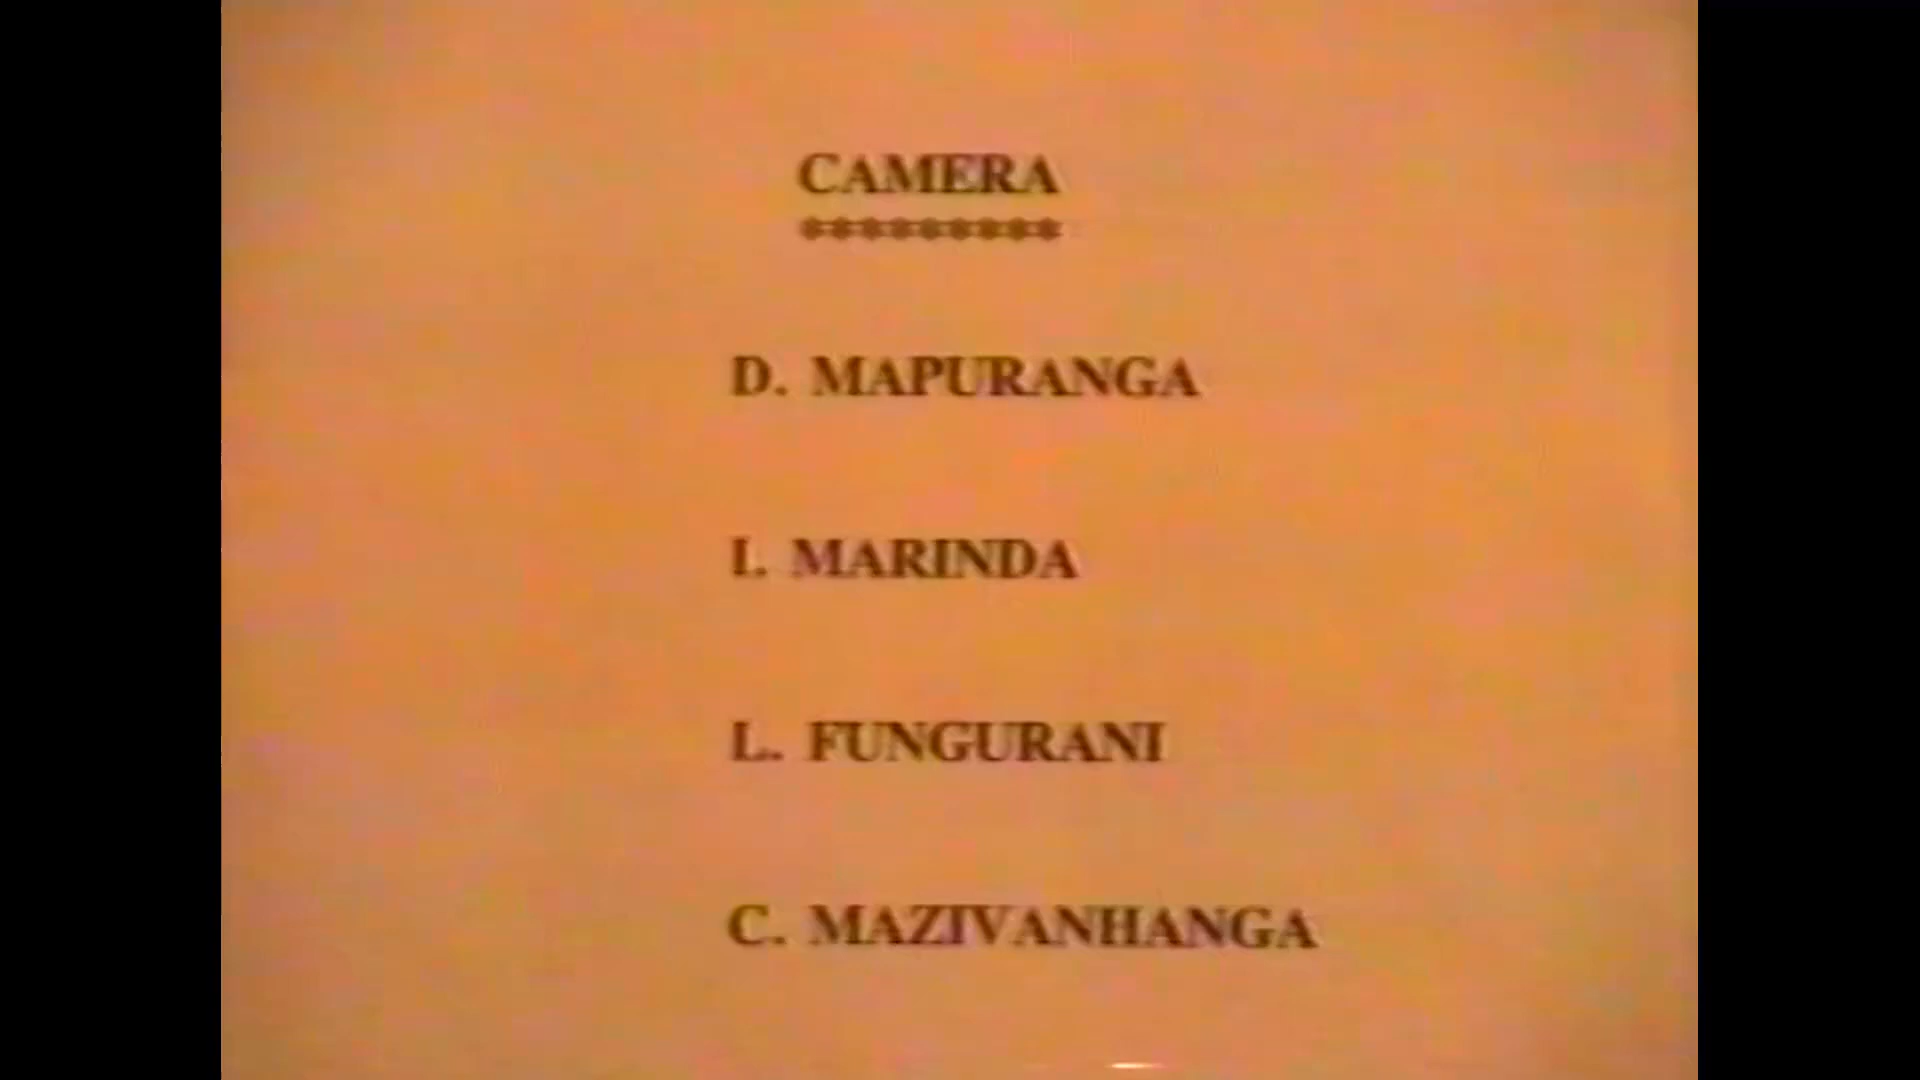 CAMERA
*********
D. MAPURANGA
I. MARINDA
L. FUNGURANI
C. MAZIVANHANGA